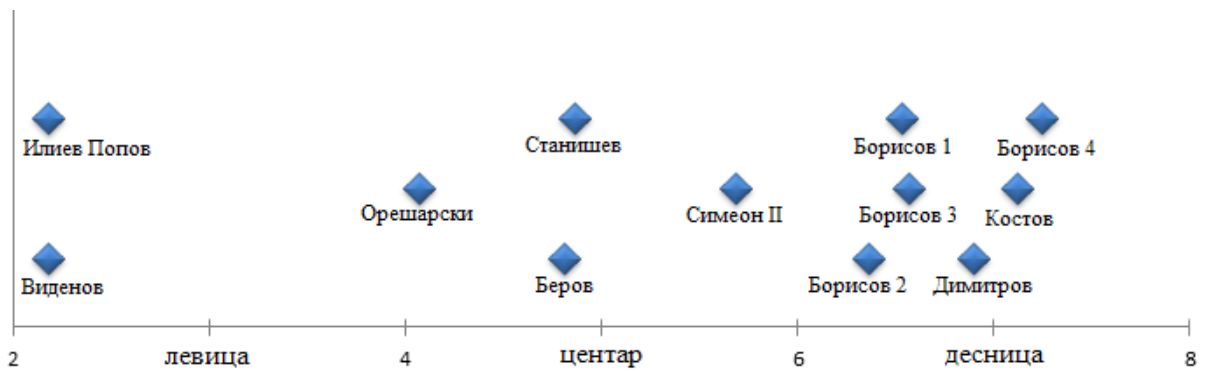 Илиев Попов
Станишев
Борисов 1
Борисов 4
Орешарски
Симеон II
Борисов 3
Костов
Виденов
Беров
Борисов 2
Димитров
2 левица 4 центар 6 десница 8